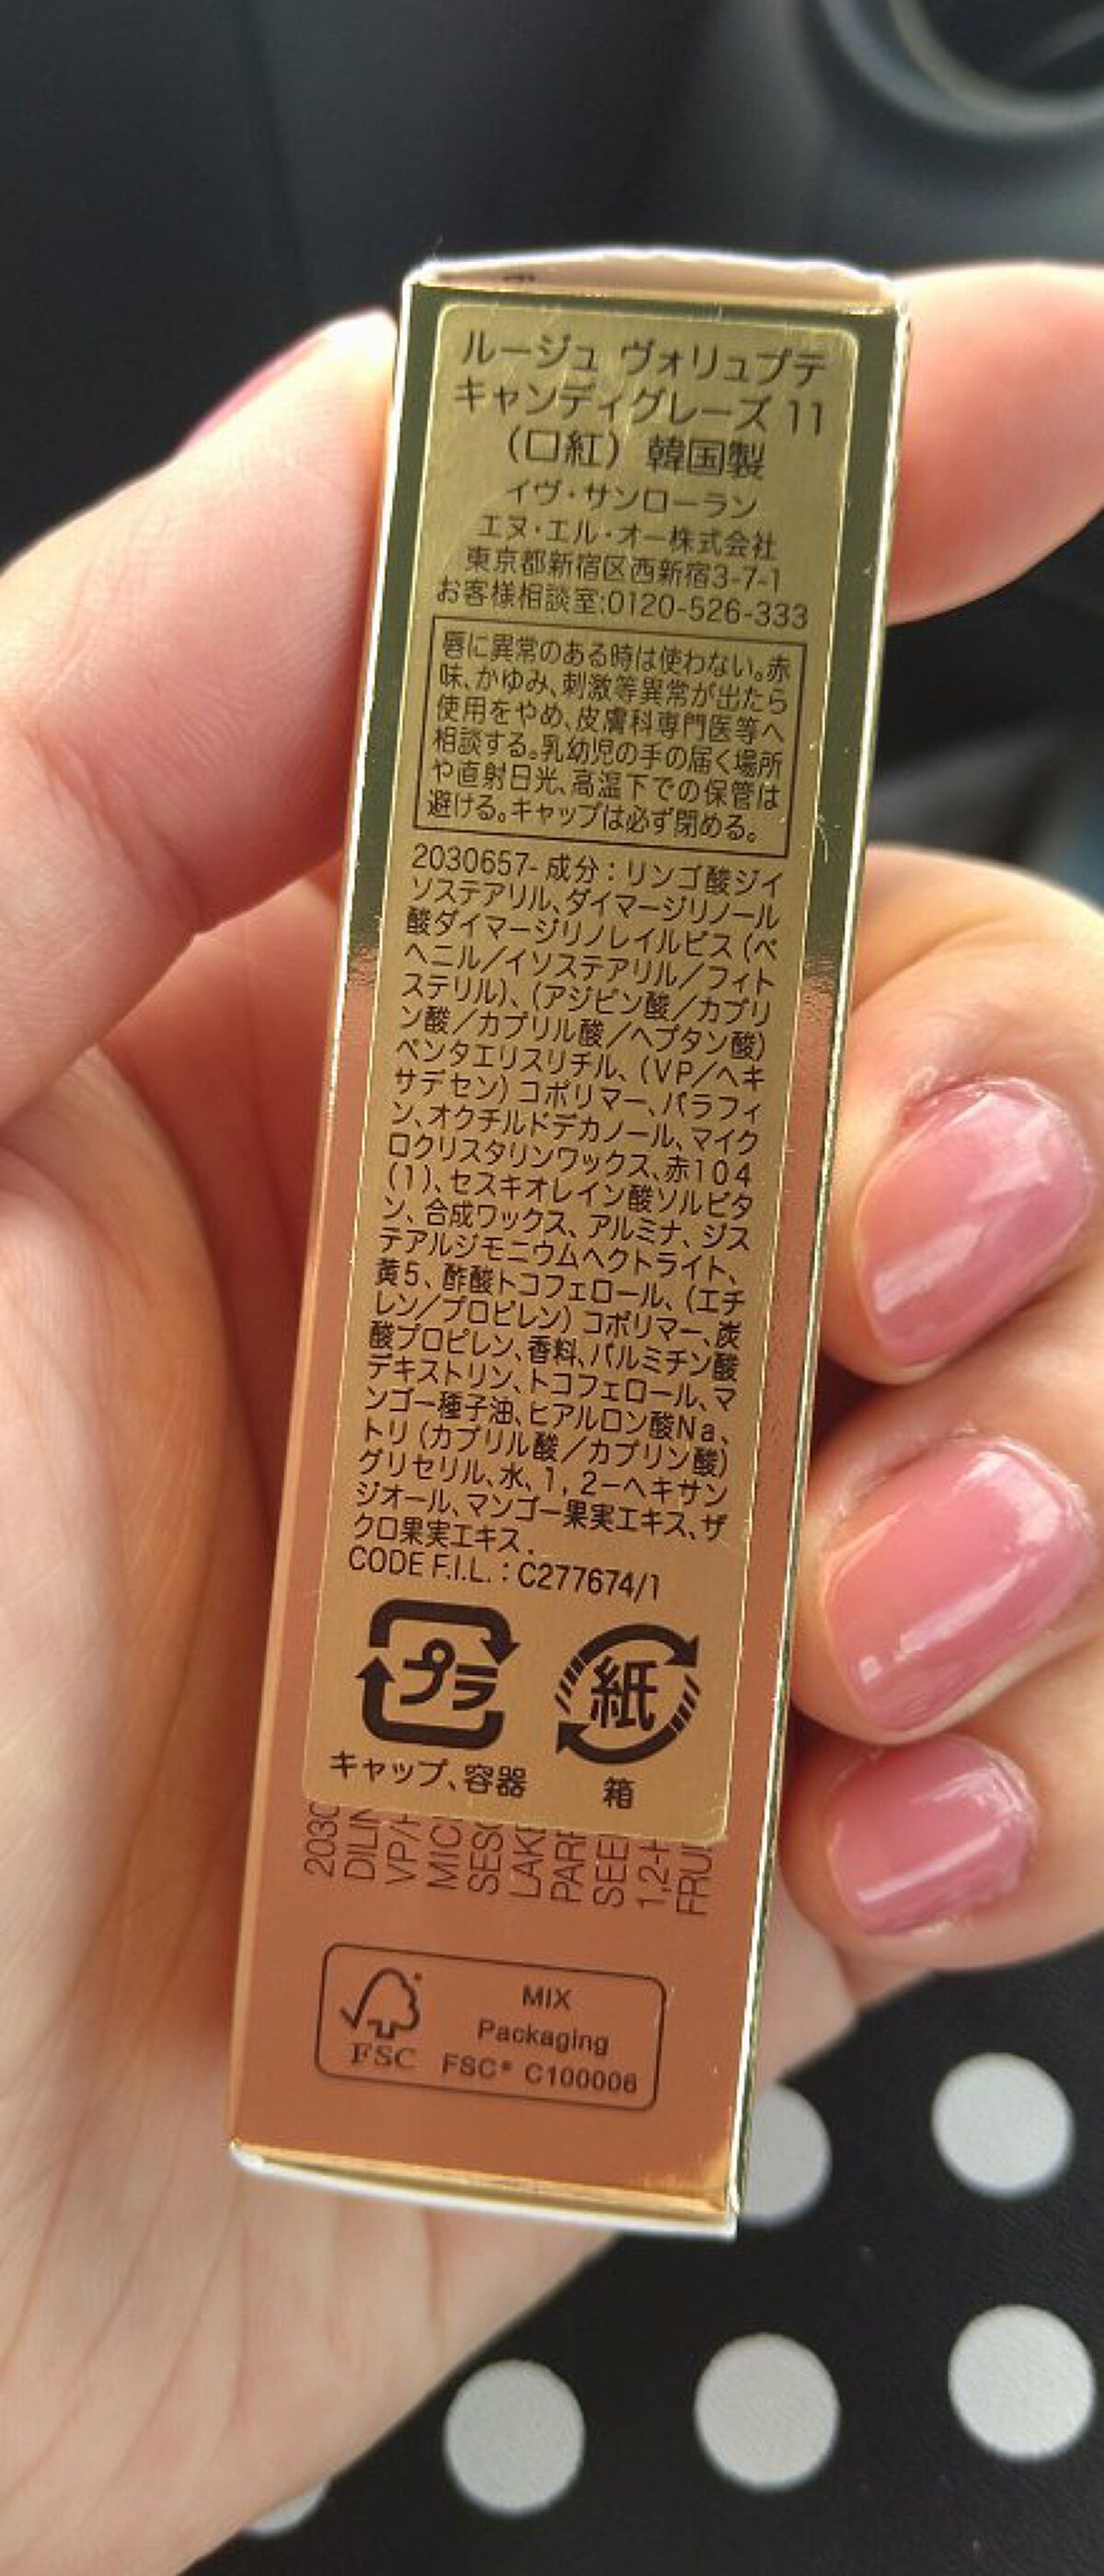 ルージュ ヴォリュプテ
キャンディグレーズ 11
（口紅） 韓国製
イヴ・サンローラン
エヌ・エル・オー株式会社
東京都新宿区西新宿3-7-1
お客様相談室:0120-526-333
唇に異常のある時は使わない。赤
味、かゆみ、刺激等異常が出たら
使用をやめ、皮膚科専門医等へ
相談する。乳幼児の手の届く場所
や直射日光、高温下での保管は
避ける。キャップは必ず閉める。
2030657- 成分：リンゴ酸ジイ
ソステアリル、ダイマージリノール
酸ダイマージリノレイルビス（ベ
ヘニル／イソステアリル／フィト
ステリル）、（アジピン酸／カプリ
ン酸／カプリル酸／ヘプタン酸）
ペンタエリスリチル、（VP／ヘキ
サデセン）コポリマー、パラフィ
ン、オクチルドデカノール、マイク
ロクリスタリンワックス、赤104
(1)、セスキオレイン酸ソルビタ
ン、合成ワックス、アルミナ、ジス
テアルジモニウムヘクトライト、
黄5、酢酸トコフェロール、（エチ
レン／プロピレン）コポリマー、炭
酸プロピレン、香料、パルミチン酸
デキストリン、トコフェロール、マ
ンゴー種子油、ヒアルロン酸Na、
トリ（カプリル酸／カプリン酸）
グリセリル、水、1，2－ヘキサン
ジオール、マンゴー果実エキス、ザ
クロ果実エキス．
CODE F.I.L.：C277674/1
プラ
紙
キャップ、容器
箱
2030
DILIN
VP/H
MICI
SESO
LAKE
PARF
SEE
1,2-H
FRUI
MIX
Packaging
FSC
FSC® C100006